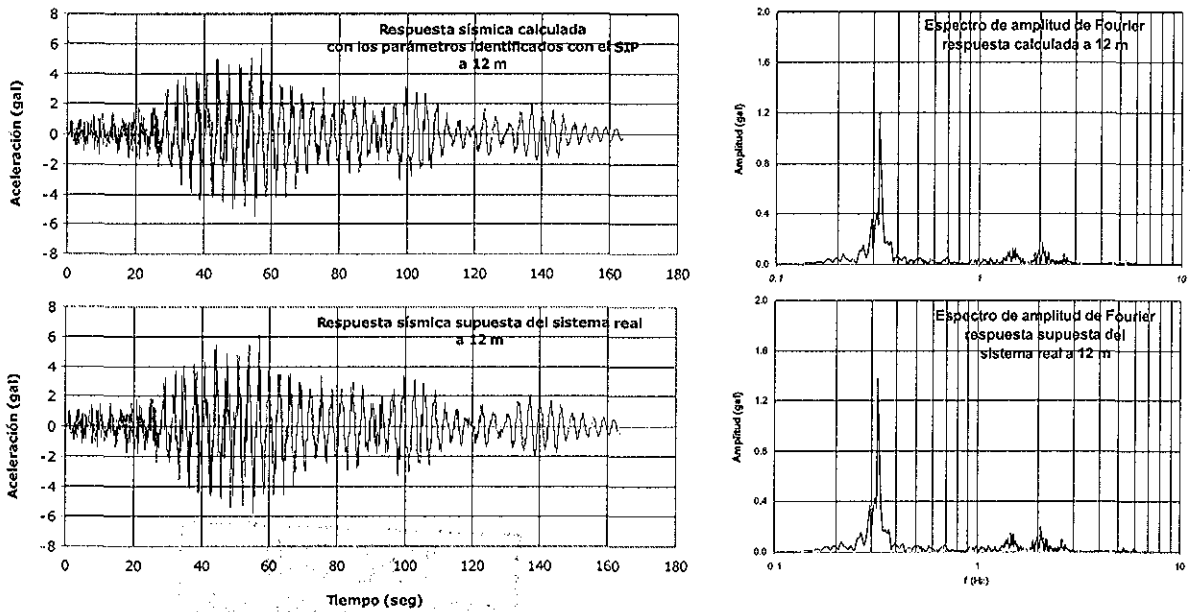 Respuesta sísmica calculada
con los parámetros identificados con el SIP
a 12 m
Aceleración (gal)
8
6
4
2
0
-2
-4
-6
-8
0 20 40 60 80 100 120 140 160 180
Espectro de amplitud de Fourier
respuesta calculada a 12 m
Amplitud (gal)
2.0
1.6
1.2
0.8
0.4
0.0
0.1 1 10
Respuesta sísmica supuesta del sistema real
a 12 m
Aceleración (gal)
8
6
4
2
0
-2
-4
-6
-8
0 20 40 60 80 100 120 140 160 180
Tiempo (seg)
Espectro de amplitud de Fourier
respuesta supuesta del
sistema real a 12 m
Amplitud (gal)
2.0
1.6
1.2
0.4
0.0
0.1 1 10
f (Hz)